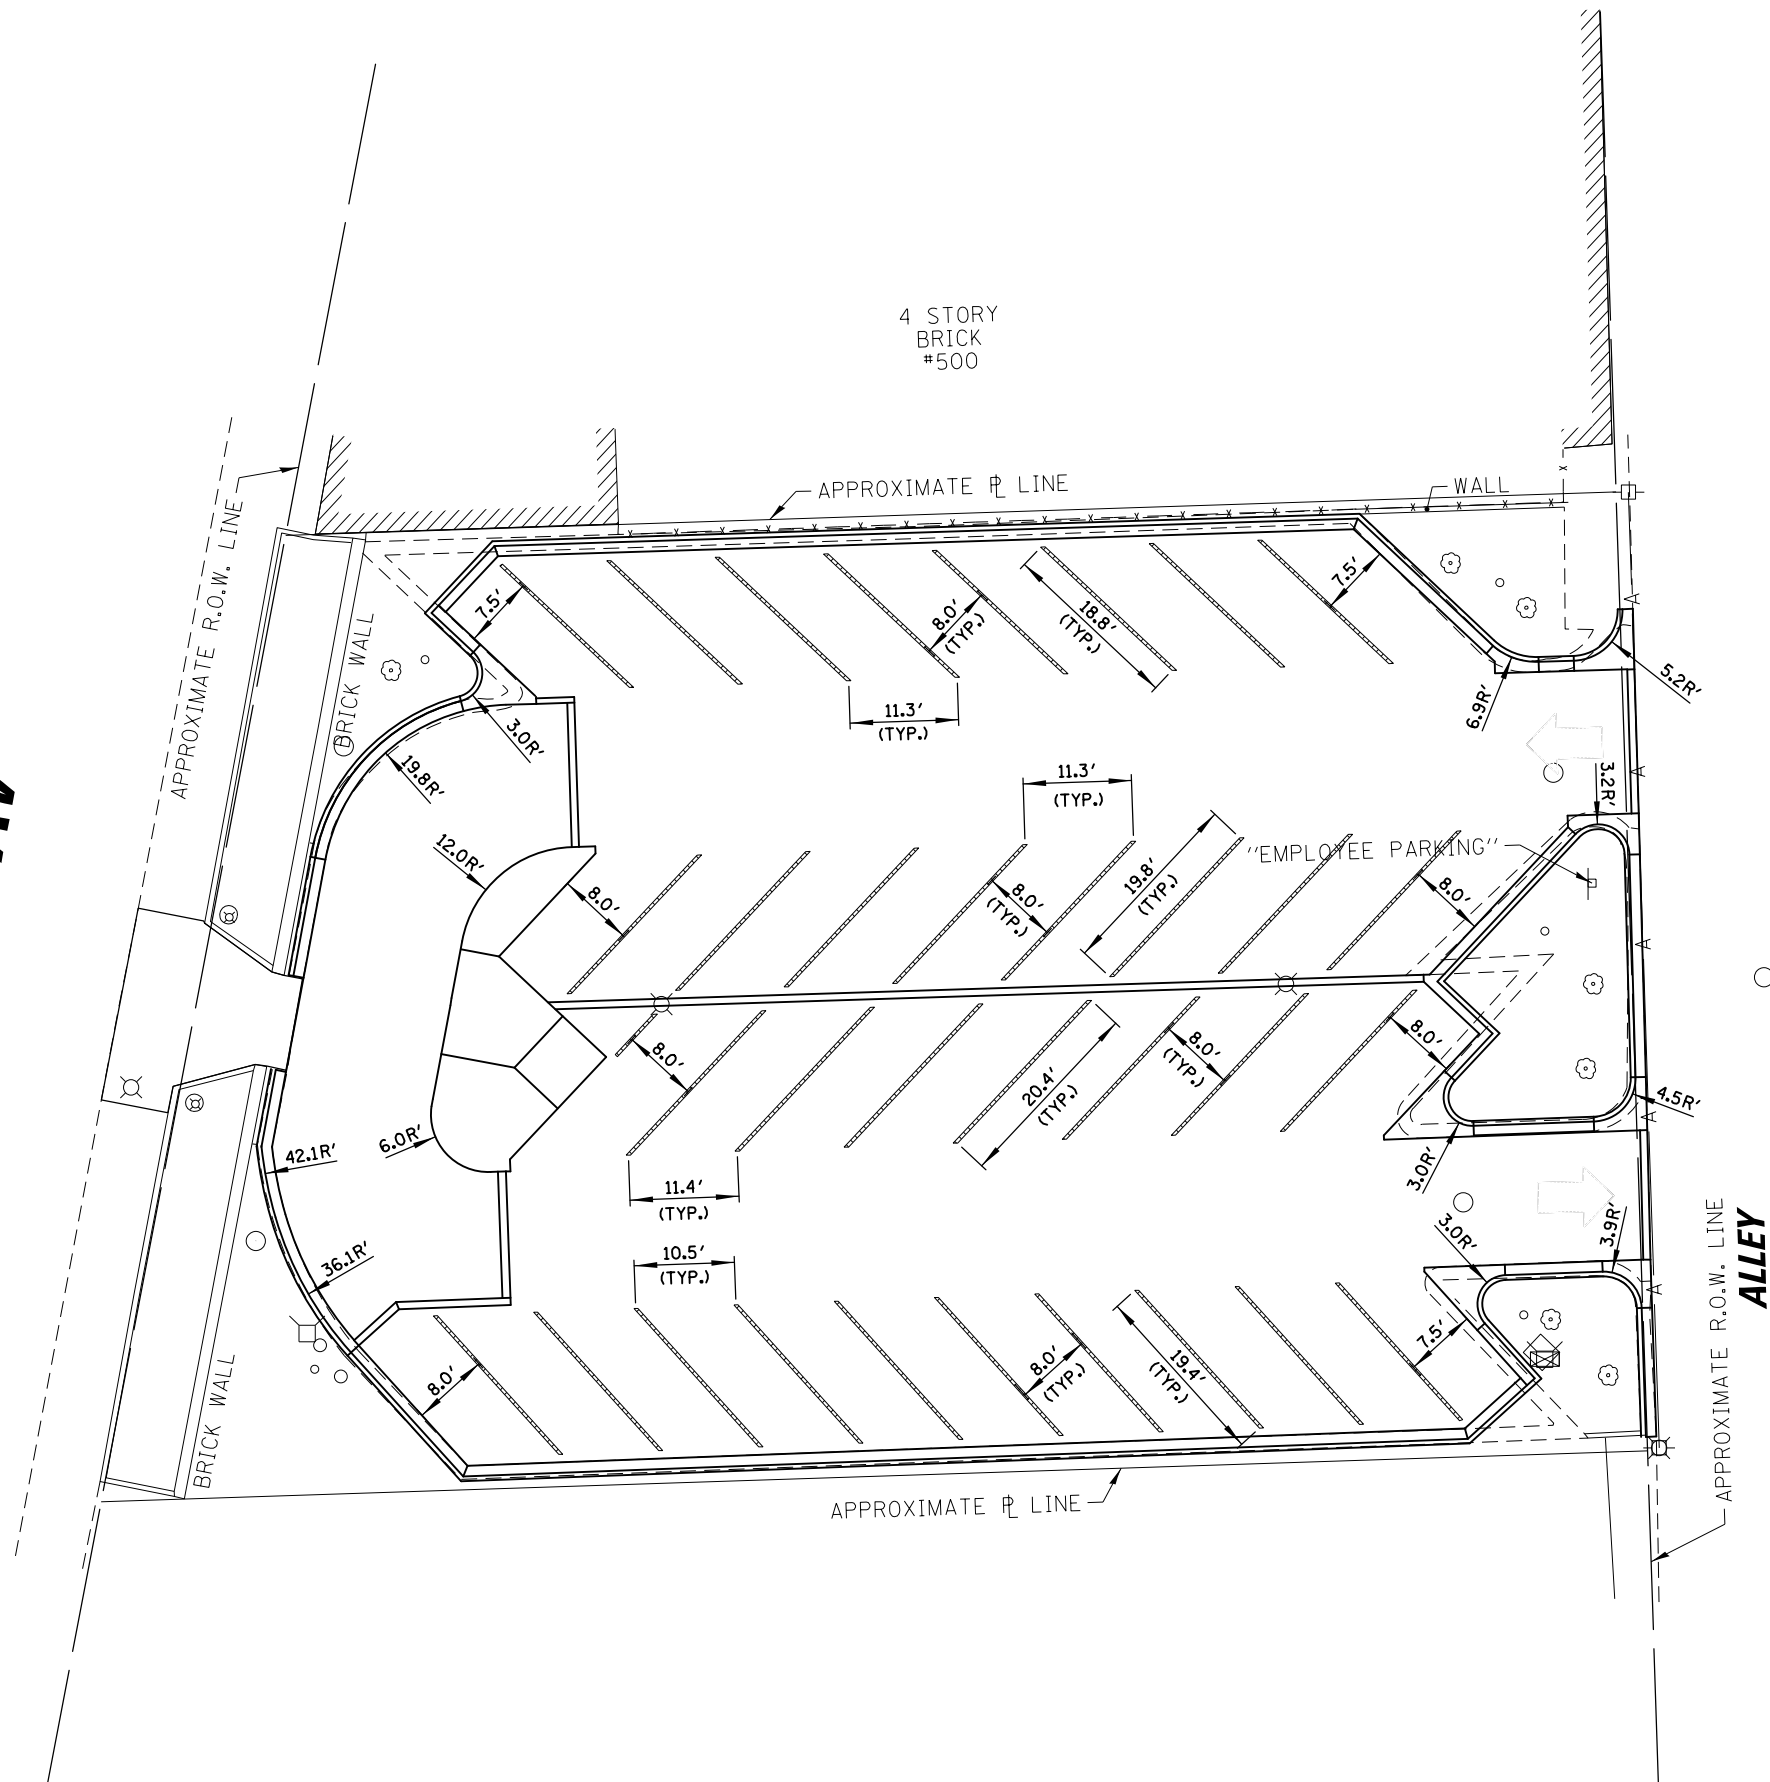 4 STORY
BRICK
#500
APPROXIMATE ℙL LINE
WALL
APPROXIMATE R.O.W. LINE
BRICK WALL
7.5'
8.0'
(TYP.)
18.8'
(TYP.)
7.5'
11.3'
(TYP.)
6.9R'
5.2R'
3.0R'
19.8R'
11.3'
(TYP.)
3.2R'
12.0R'
8.0'
8.0'
(TYP.)
19.8'
(TYP.)
"EMPLOYEE PARKING"
8.0'
8.0'
20.4'
(TYP.)
8.0'
(TYP.)
8.0'
4.5R'
42.1R'
6.0R'
11.4'
(TYP.)
3.0R'
36.1R'
10.5'
(TYP.)
3.0R'
3.9R'
8.0'
8.0'
(TYP.)
19.4'
(TYP.)
7.5'
BRICK WALL
APPROXIMATE ℙL LINE
APPROXIMATE R.O.W. LINE
ALLEY
A
A
A
A
A